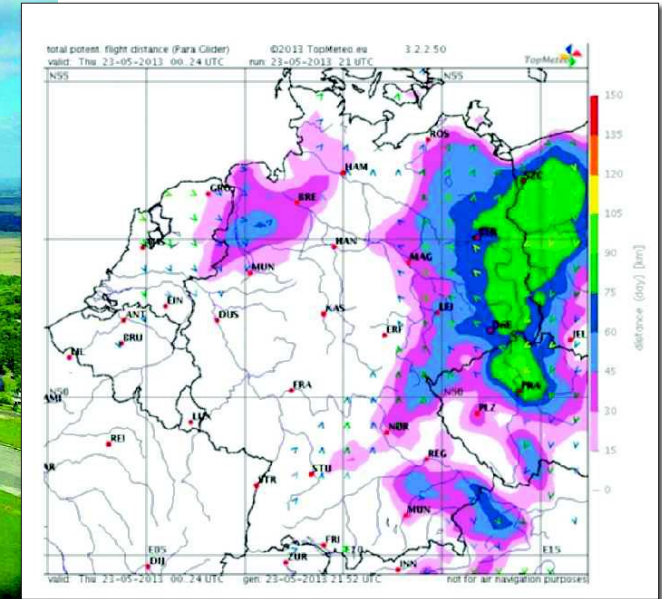 total potent. flight distance (Para Glider) ©2013 TopMeteo.eu 3.2.2.50
valid: Thu 23-05-2013 00..24 UTC run: 23-05-2013 21 UTC
TopMeteo
N55 N55
150
135
120
105
90
75
60
45
30
15
0
distance (day) [km]
ROS
HAM
SZC
GRO
BRE
HAN
MAG
MUN
EIN
ANT
DUS
KAS
LEJ
ERF
BRU
LIL
N50 N50
FRA
PRA
PLZ
LUX
NUR
REI
REG
STR
STU
MUN
FRI
E05 E10 E15
DIJ
ZUR
INN
valid: Thu 23-05-2013 00..24 UTC gen: 23-05-2013 21:52 UTC not for air navigation purposes